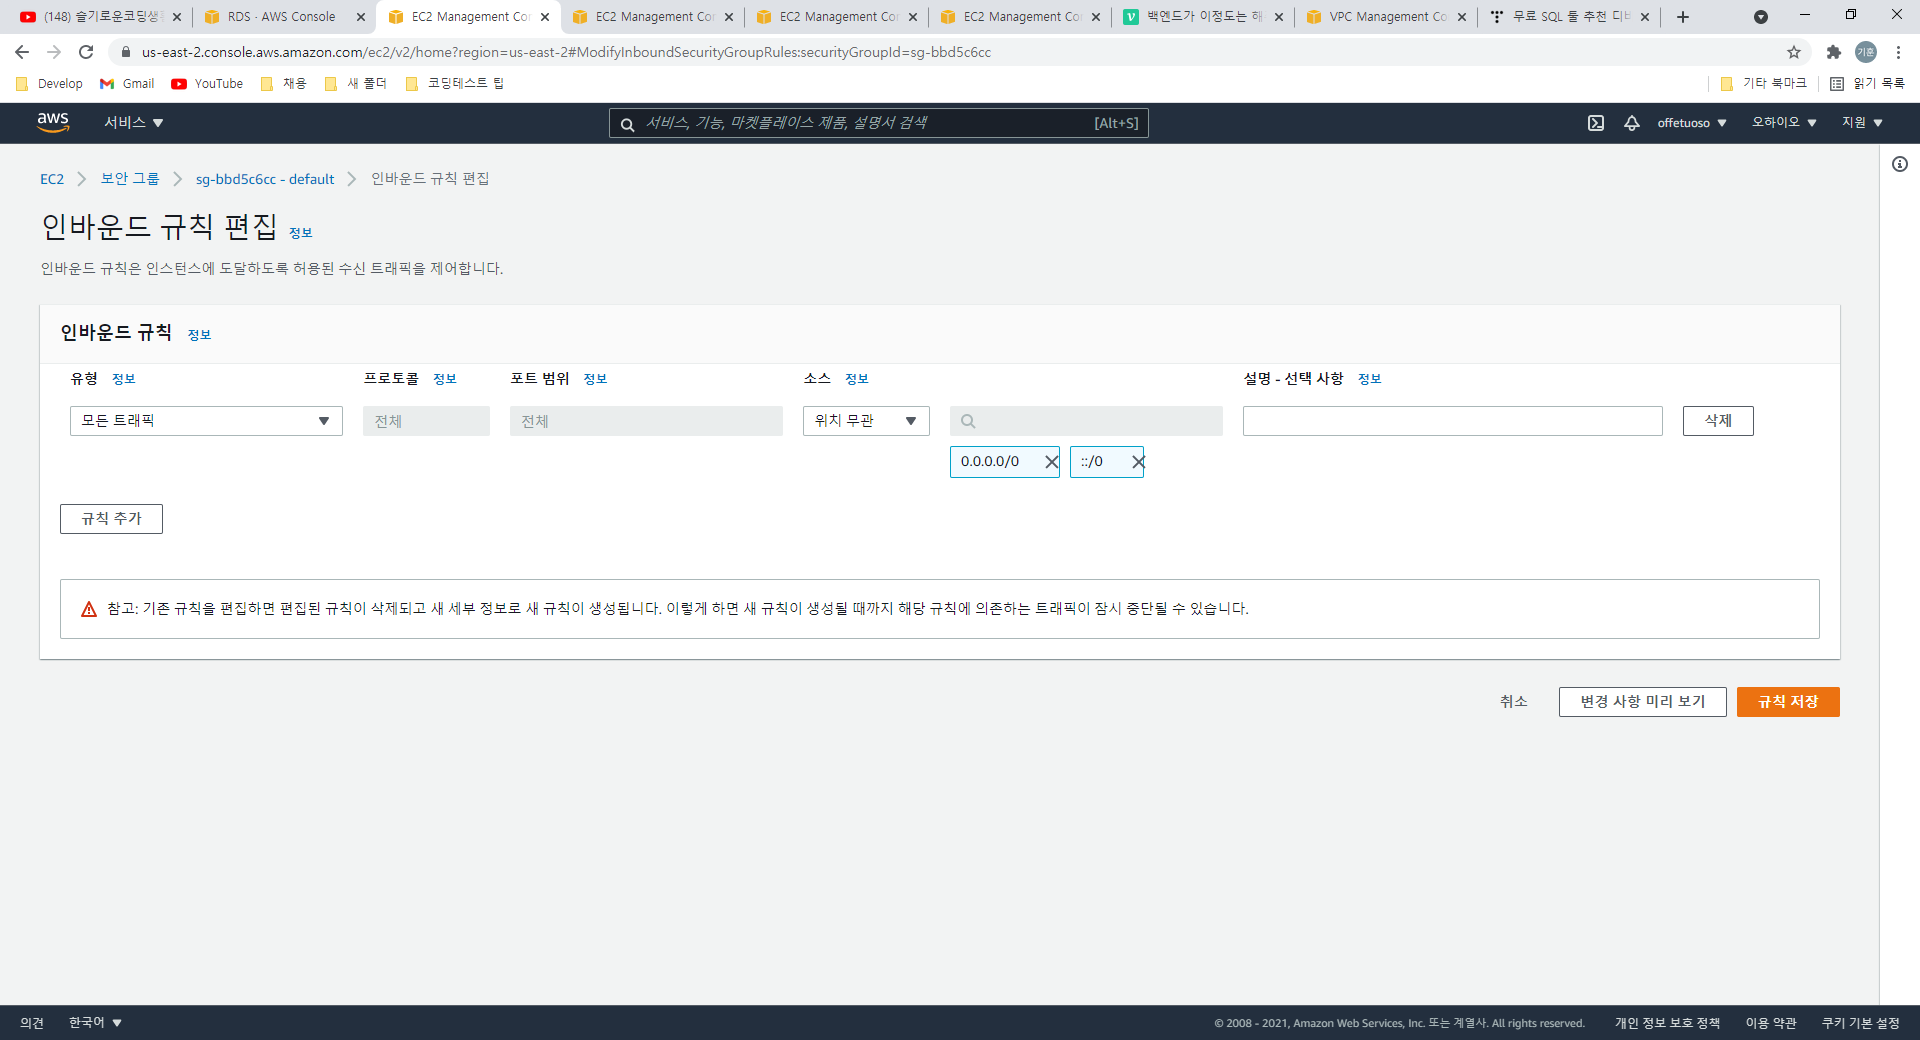 (148) 슬기로운코딩생
RDS · AWS Console
EC2 Management Co
EC2 Management Co
EC2 Management Co
EC2 Management Co
백엔드가 이정도는 해
VPC Management Co
무료 SQL 툴 추천 디비
us-east-2.console.aws.amazon.com/ec2/v2/home?region=us-east-2#ModifyInboundSecurityGroupRules:securityGroupId=sg-bbd5c6cc
기훈
Develop
Gmail
YouTube
채용
새 폴더
코딩테스트 팁
기타 북마크
읽기 목록
aws
서비스
서비스, 기능, 마켓플레이스 제품, 설명서 검색
[Alt+S]
offetuoso
오하이오
지원
EC2
보안 그룹
sg-bbd5c6cc - default
인바운드 규칙 편집
인바운드 규칙 편집 정보
인바운드 규칙은 인스턴스에 도달하도록 허용된 수신 트래픽을 제어합니다.
인바운드 규칙 정보
유형 정보
프로토콜 정보
포트 범위 정보
소스 정보
설명 - 선택 사항 정보
모든 트래픽
전체
전체
위치 무관
삭제
0.0.0.0/0
::/0
규칙 추가
참고: 기존 규칙을 편집하면 편집된 규칙이 삭제되고 새 세부 정보로 새 규칙이 생성됩니다. 이렇게 하면 새 규칙이 생성될 때까지 해당 규칙에 의존하는 트래픽이 잠시 중단될 수 있습니다.
취소
변경 사항 미리 보기
규칙 저장
의견
한국어
© 2008 - 2021, Amazon Web Services, Inc. 또는 계열사. All rights reserved.
개인 정보 보호 정책
이용 약관
쿠키 기본 설정